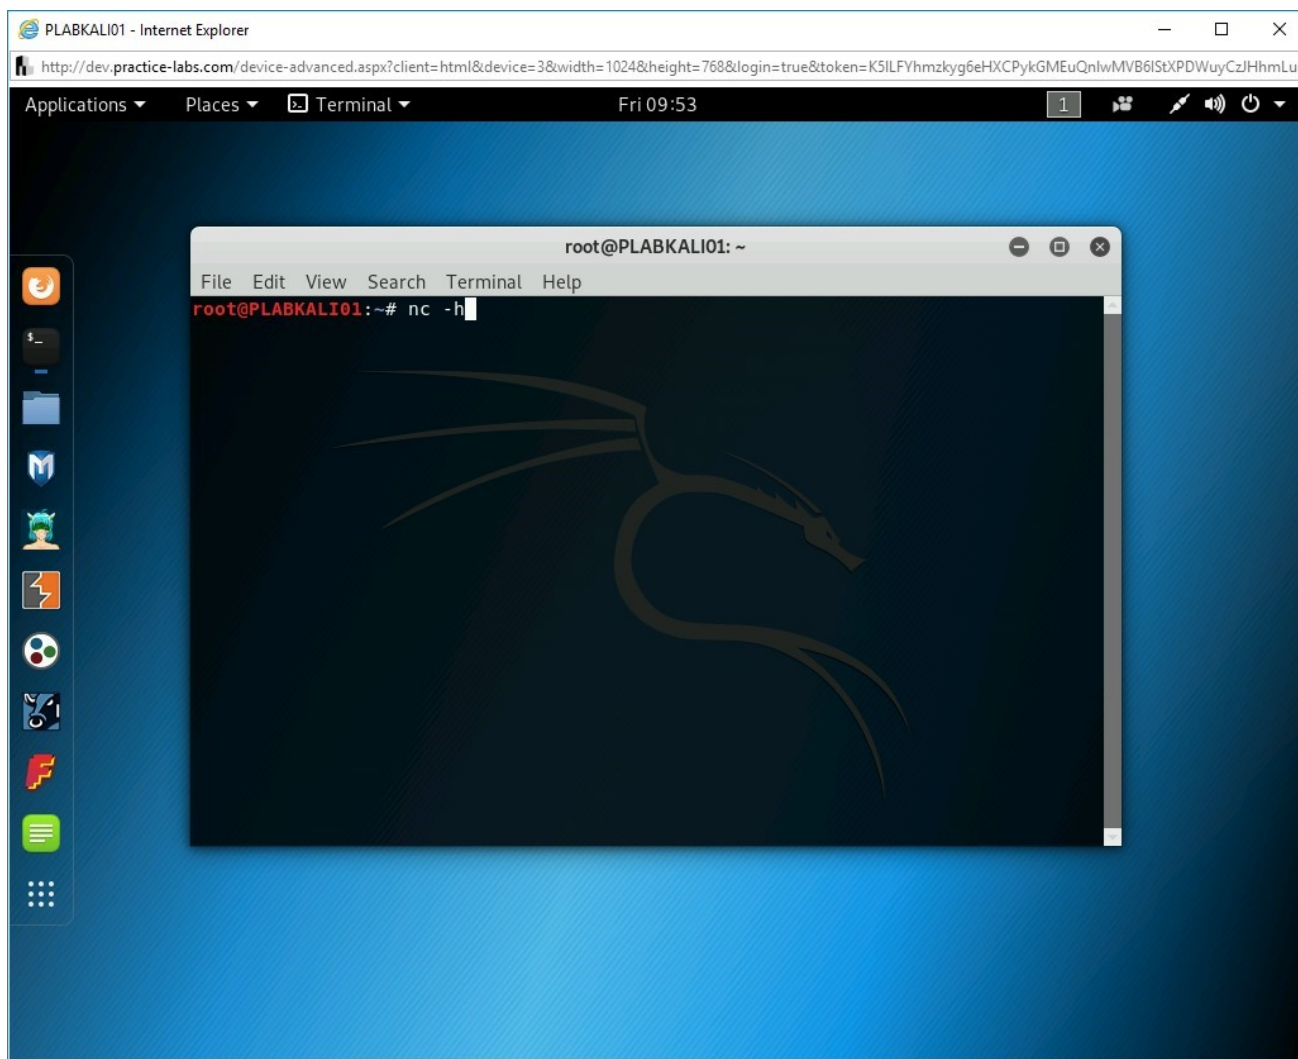 PLABKALI01 - Internet Explorer
http://dev.practice-labs.com/device-advanced.aspx?client=html&device=3&width=1024&height=768&login=true&token=K5ILFYhmzkyg6eHXCPykGMEuQnIwMVB6IStXPDWuyCzJHhmLu
Applications Places Terminal Fri 09:53 1
root@PLABKALI01: ~
File Edit View Search Terminal Help
root@PLABKALI01:~# nc -h
$_